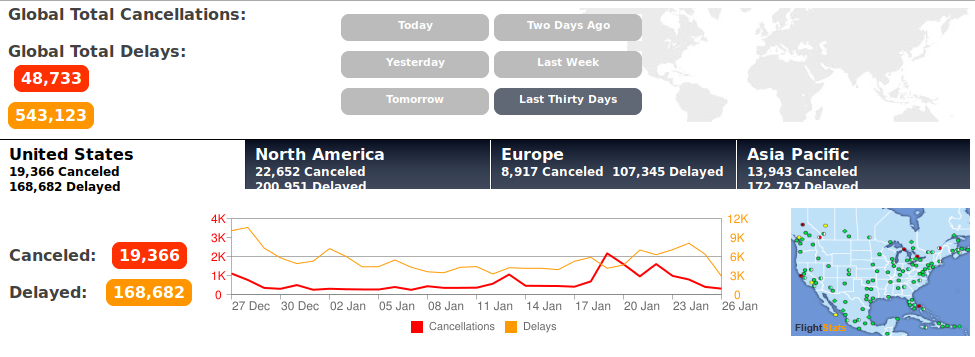 Global Total Cancellations:
Global Total Delays:
48,733
543,123
Today
Two Days Ago
Yesterday
Last Week
Tomorrow
Last Thirty Days
United States
19,366 Canceled
168,682 Delayed
North America
22,652 Canceled
200,951 Delayed
Europe
8,917 Canceled 107,345 Delayed
Asia Pacific
13,943 Canceled
172,797 Delayed
Canceled: 19,366
Delayed: 168,682
4K
3K
2K
1K
0
12K
9K
6K
3K
0
27 Dec 30 Dec 02 Jan 05 Jan 08 Jan 11 Jan 14 Jan 17 Jan 20 Jan 23 Jan 26 Jan
Cancellations Delays
FlightStats